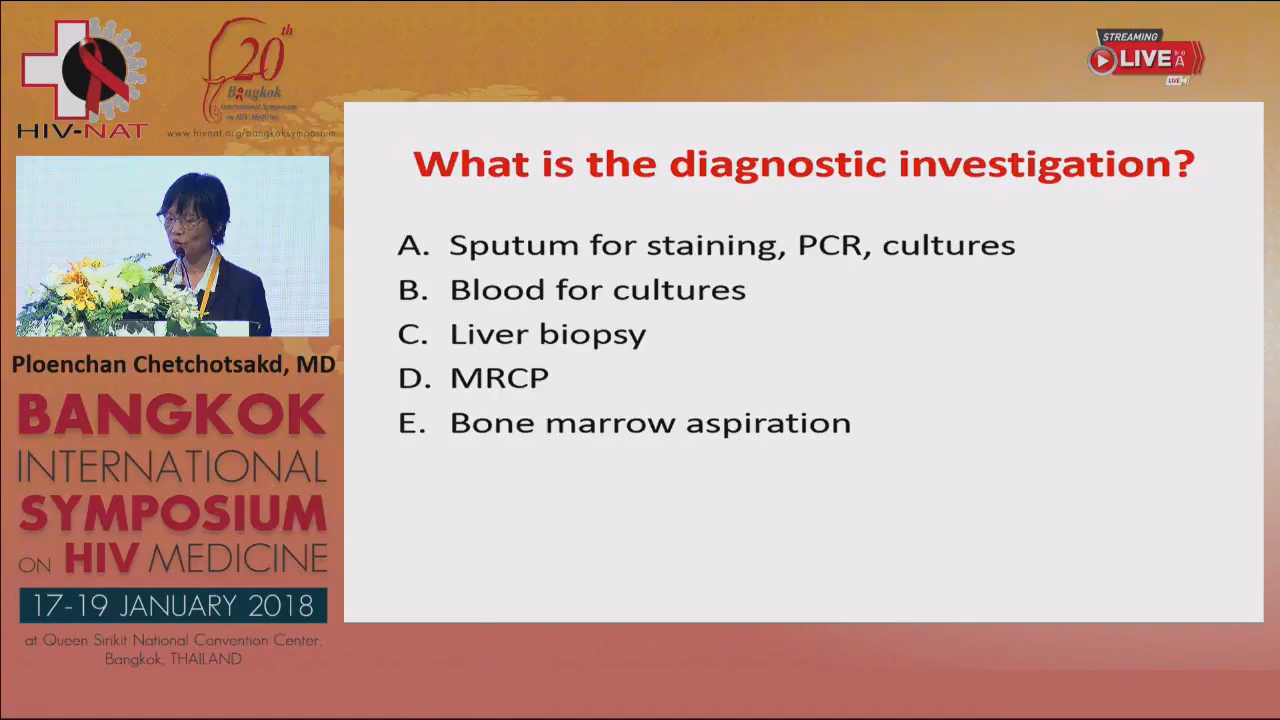 HIV-NAT
20th
Bangkok
International Symposium
on HIV Medicine
www.hivnat.org/bangkoksymposium
STREAMING
LIVE
LIVE
Ploenchan Chetchotsakd, MD
BANGKOK
INTERNATIONAL
SYMPOSIUM
ON HIV MEDICINE
17-19 JANUARY 2018
at Queen Sirikit National Convention Center,
Bangkok, THAILAND
What is the diagnostic investigation?
A. Sputum for staining, PCR, cultures
B. Blood for cultures
C. Liver biopsy
D. MRCP
E. Bone marrow aspiration